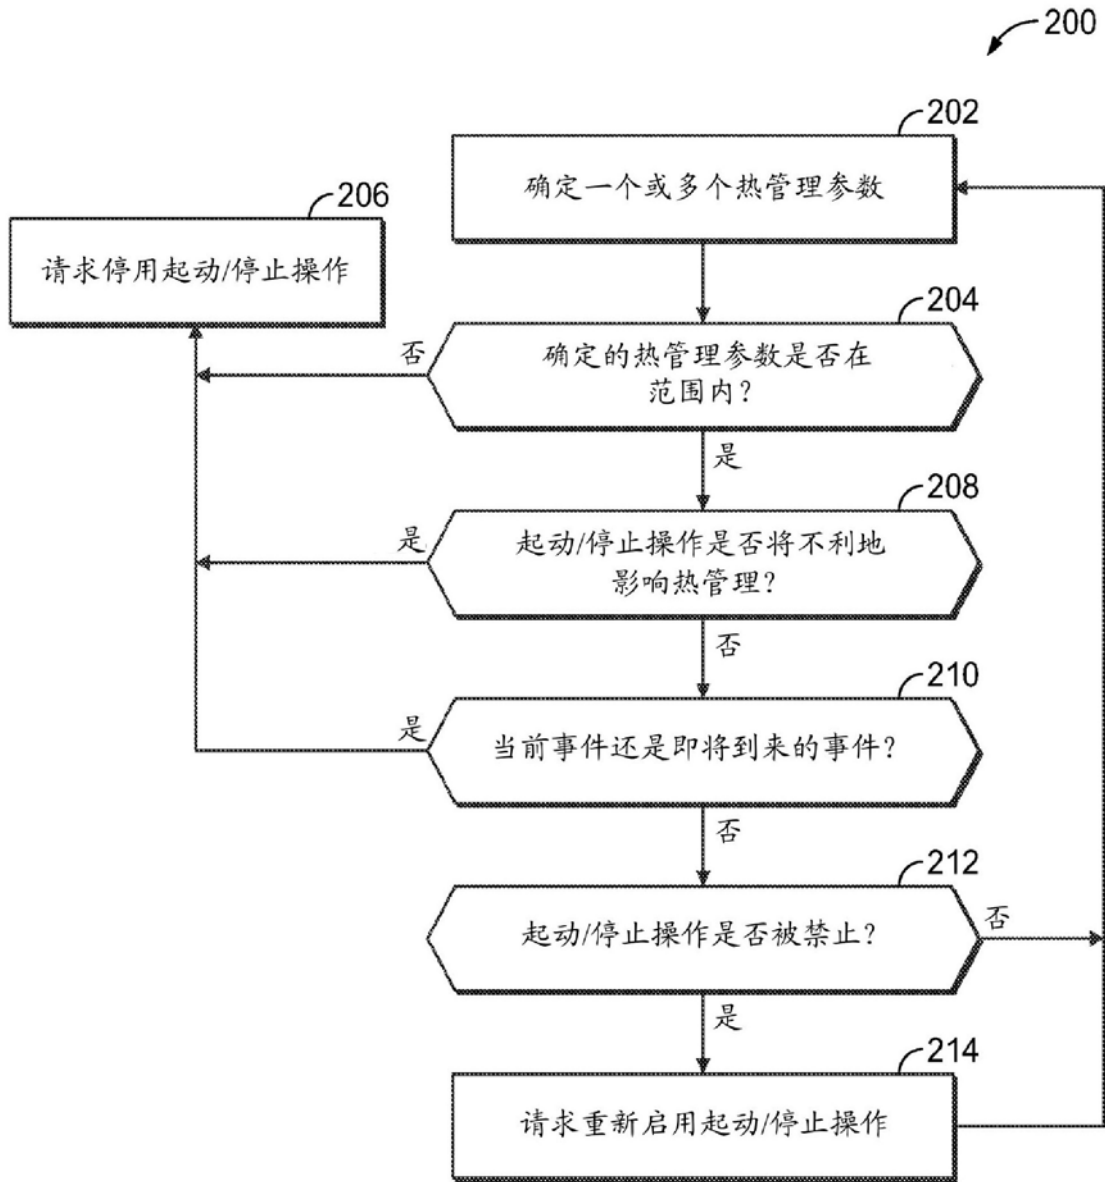 200
202
确定一个或多个热管理参数
206
请求停用起动/停止操作
204
确定的热管理参数是否在
范围内?
否
是
208
起动/停止操作是否将不利地
影响热管理?
是
否
210
当前事件还是即将到来的事件?
是
否
212
起动/停止操作是否被禁止?
否
是
214
请求重新启用起动/停止操作